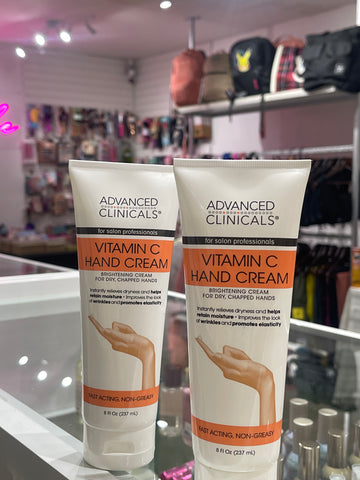 ADVANCED
CLINICALS®
for salon professionals
VITAMIN C
HAND CREAM
BRIGHTENING CREAM
FOR DRY, CHAPPED HANDS
Instantly relieves dryness and helps
retain moisture • Improves the look
of wrinkles and promotes elasticity
FAST ACTING, NON-GREASY
8 fl Oz (237 mL)
ADVANCED
CLINICALS®
for salon professionals
VITAMIN C
HAND CREAM
BRIGHTENING CREAM
FOR DRY, CHAPPED HANDS
Instantly relieves dryness and helps
retain moisture • Improves the look
of wrinkles and promotes elasticity
FAST ACTING, NON-GREASY
8 fl Oz (237 mL)